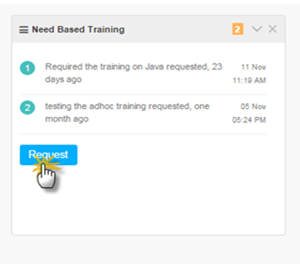 Need Based Training 2
1 Required the training on Java requested, 23 11 Nov
days ago 11:19 AM
2 testing the adhoc training requested, one 05 Nov
month ago 05:24 PM
Request